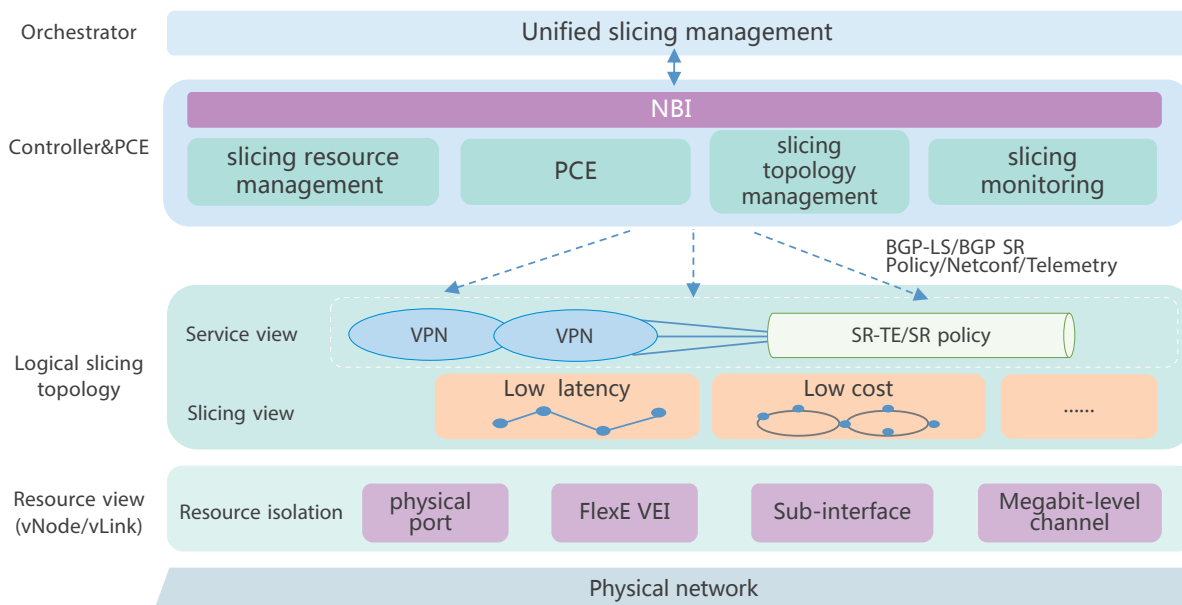 Orchestrator
Unified slicing management
Controller&PCE
NBI
slicing resource
management
PCE
slicing
topology
management
slicing
monitoring
BGP-LS/BGP SR
Policy/Netconf/Telemetry
Logical slicing
topology
Service view
VPN
VPN
SR-TE/SR policy
Slicing view
Low latency
Low cost
......
Resource view
(vNode/vLink)
Resource isolation
physical
port
FlexE VEI
Sub-interface
Megabit-level
channel
Physical network